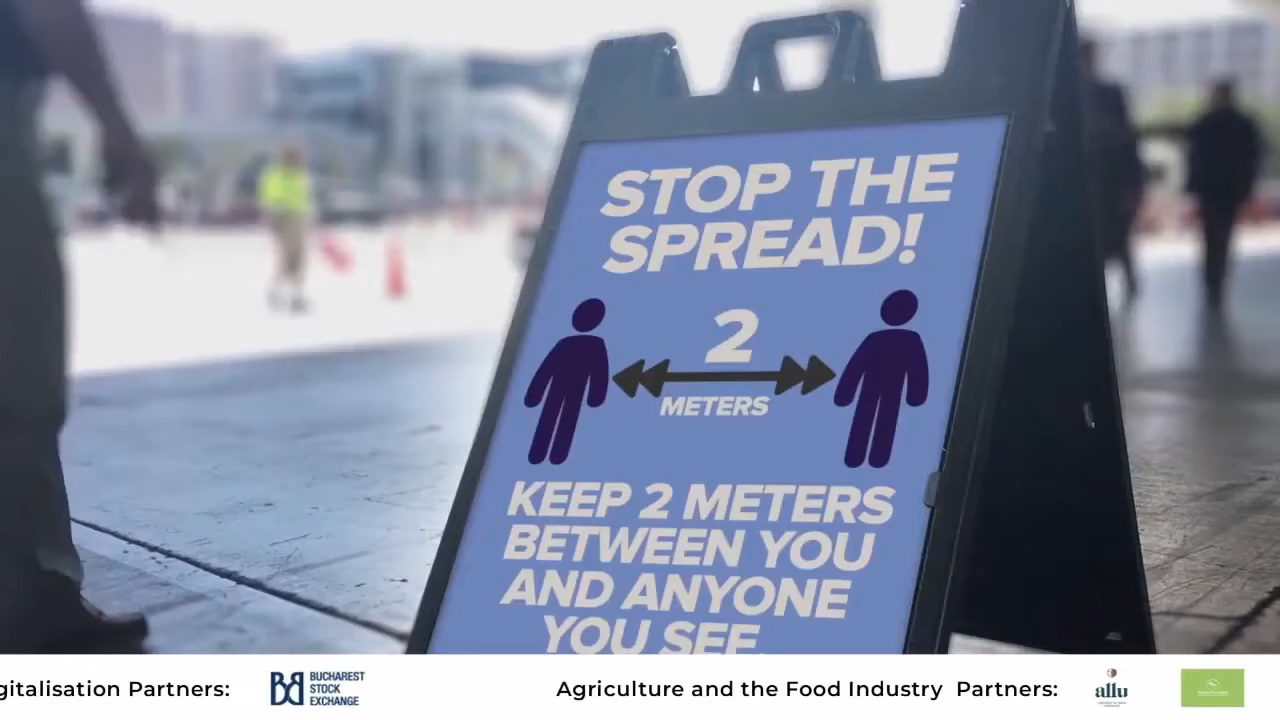 STOP THE
SPREAD!
2
METERS
KEEP 2 METERS
BETWEEN YOU
AND ANYONE
YOU SEE.
gitalisation Partners:
BUCHAREST
STOCK
EXCHANGE
Agriculture and the Food Industry Partners:
allu